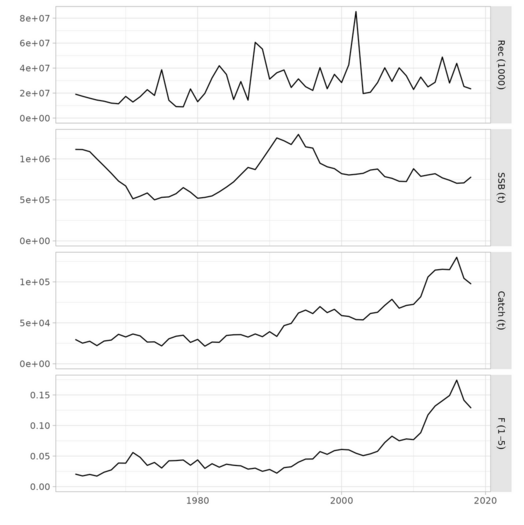 8e+07
6e+07
4e+07
2e+07
0e+00
Rec (1000)
1e+06
5e+05
0e+00
SSB (t)
1e+05
5e+04
0e+00
Catch (t)
0.15
0.10
0.05
0.00
F (1 -5)
1980
2000
2020